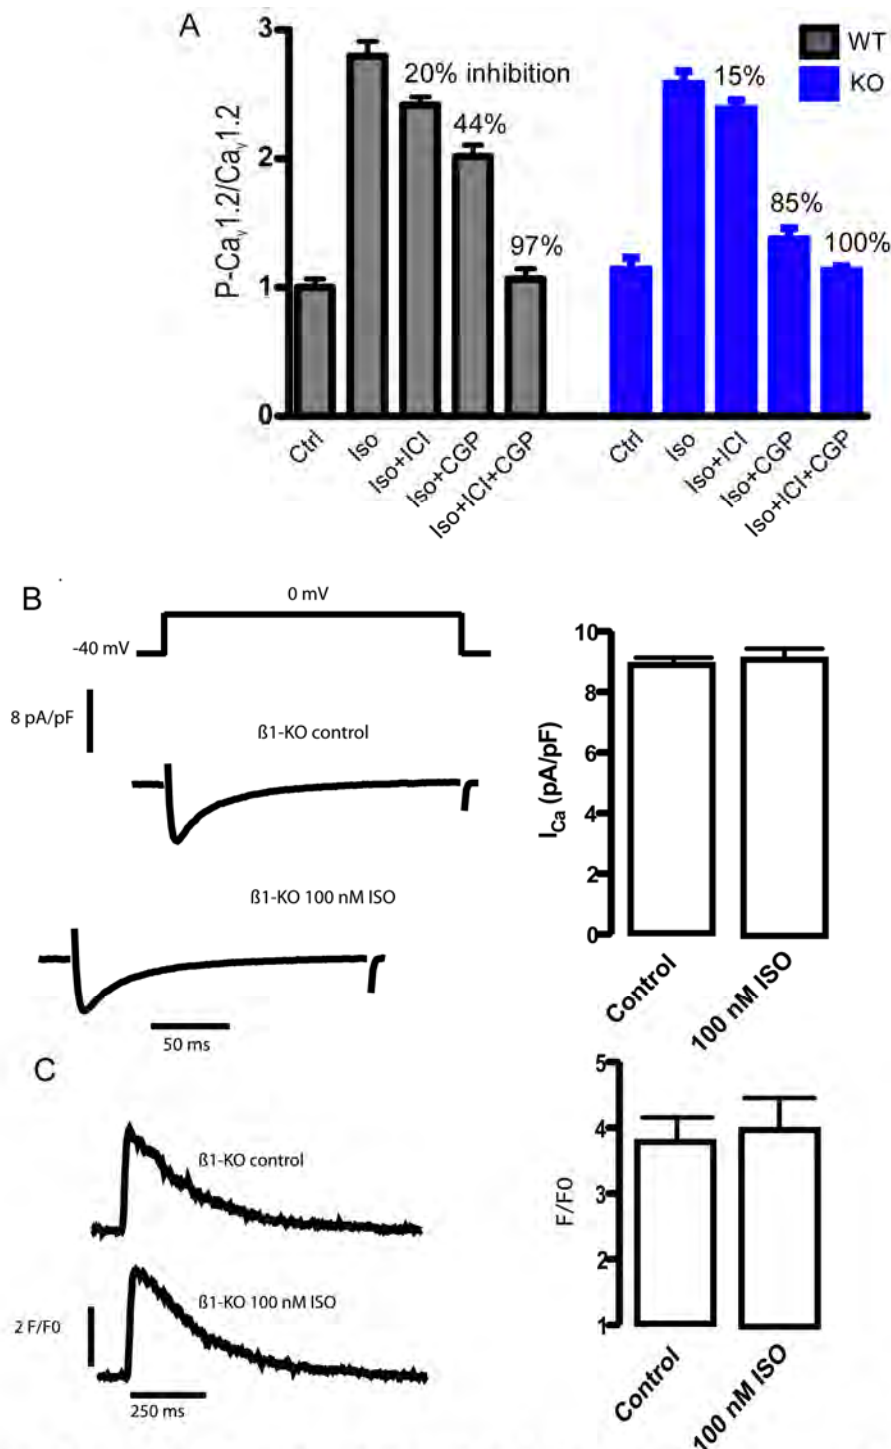 A
3
2
1
0
P-Cav1.2/Cav1.2
20% inhibition
44%
97%
15%
85%
100%
WT
KO
Ctrl
Iso
Iso+ICI
Iso+CGP
Iso+ICI+CGP
Ctrl
Iso
Iso+ICI
Iso+CGP
Iso+ICI+CGP
B
0 mV
-40 mV
8 pA/pF
ß1-KO control
ß1-KO 100 nM ISO
50 ms
10
8
6
4
2
0
ICa (pA/pF)
Control
100 nM ISO
C
ß1-KO control
ß1-KO 100 nM ISO
2 F/F0
250 ms
5
4
3
2
1
F/F0
Control
100 nM ISO